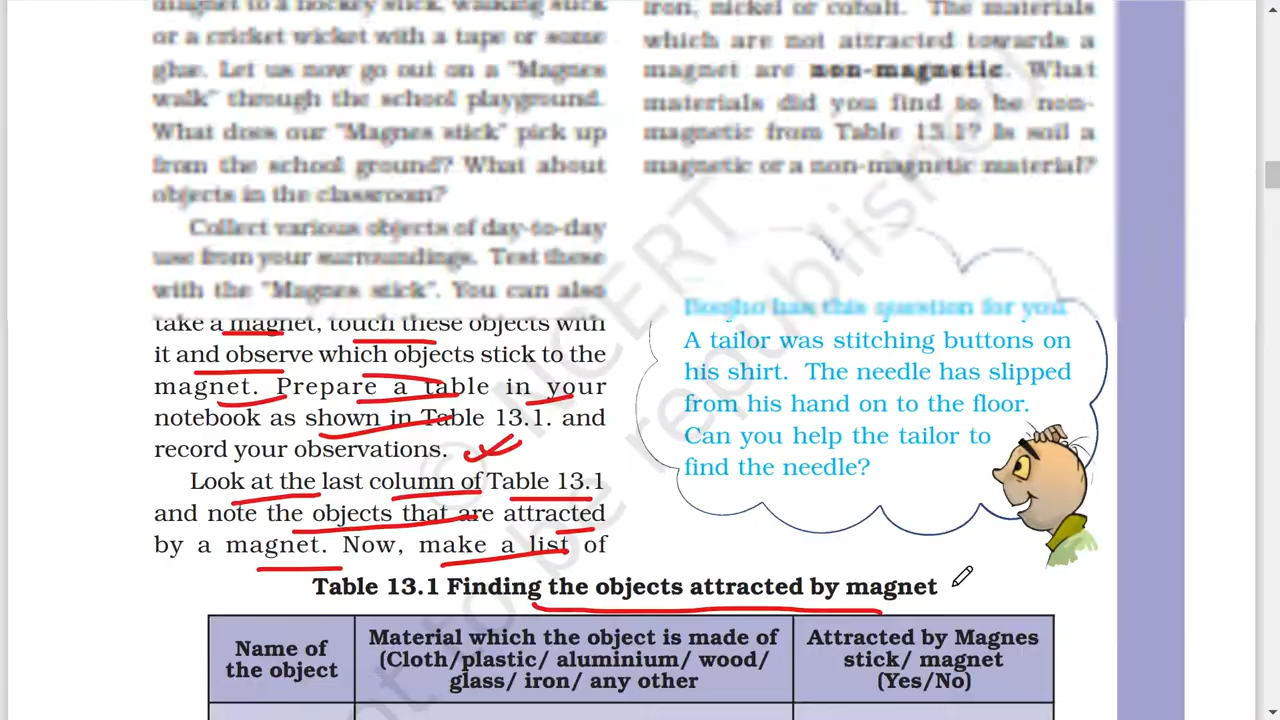 magnet to a hockey stick, walking stick
or a cricket wicket with a tape or some
glue. Let us now go out on a "Magnes
walk" through the school playground.
What does our "Magnes stick" pick up
from the school ground? What about
objects in the classroom?
Collect various objects of day-to-day
use from your surroundings. Test these
with the "Magnes stick". You can also
take a magnet, touch these objects with
it and observe which objects stick to the
magnet. Prepare a table in your
notebook as shown in Table 13.1. and
record your observations.
Look at the last column of Table 13.1
and note the objects that are attracted
by a magnet. Now, make a list of
iron, nickel or cobalt. The materials
which are not attracted towards a
magnet are non-magnetic. What
materials did you find to be non-
magnetic from Table 13.1? Is soil a
magnetic or a non-magnetic material?
Boojho has this question for you.
A tailor was stitching buttons on
his shirt. The needle has slipped
from his hand on to the floor.
Can you help the tailor to
find the needle?
Table 13.1 Finding the objects attracted by magnet
Name of
the object
Material which the object is made of
(Cloth/plastic/ aluminium/ wood/
glass/ iron/ any other
Attracted by Magnes
stick/ magnet
(Yes/No)
© NCERT
not to be republished